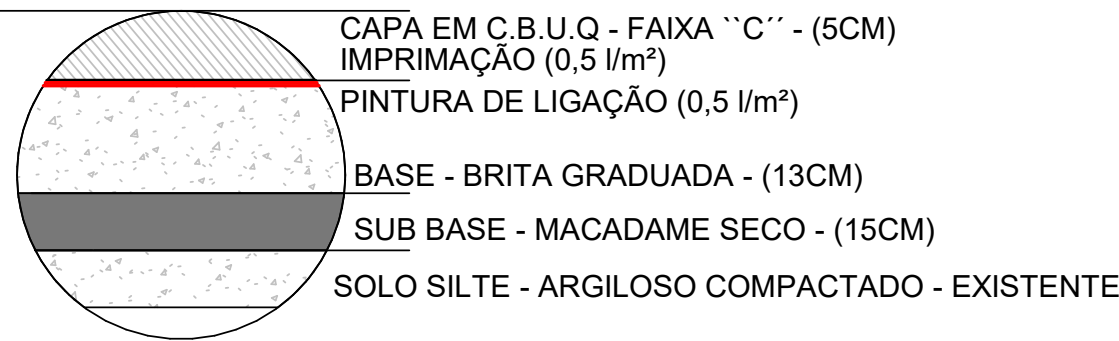 CAPA EM C.B.U.Q - FAIXA ``C´´ - (5CM)
IMPRIMAÇÃO (0,5 l/m²)
PINTURA DE LIGAÇÃO (0,5 l/m²)
BASE - BRITA GRADUADA - (13CM)
SUB BASE - MACADAME SECO - (15CM)
SOLO SILTE - ARGILOSO COMPACTADO - EXISTENTE